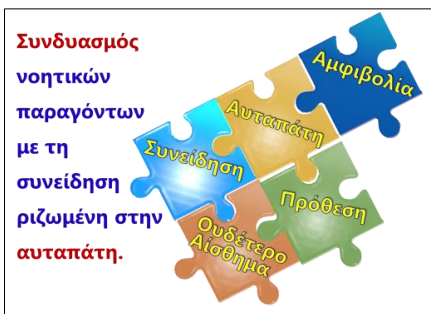 Συνδυασμός
νοητικών
παραγόντων
με τη
συνείδηση
ριζωμένη στην
αυταπάτη.
Αμφιβολία
Αυταπάτη
Συνείδηση
Πρόθεση
Ουδέτερο
Αίσθημα